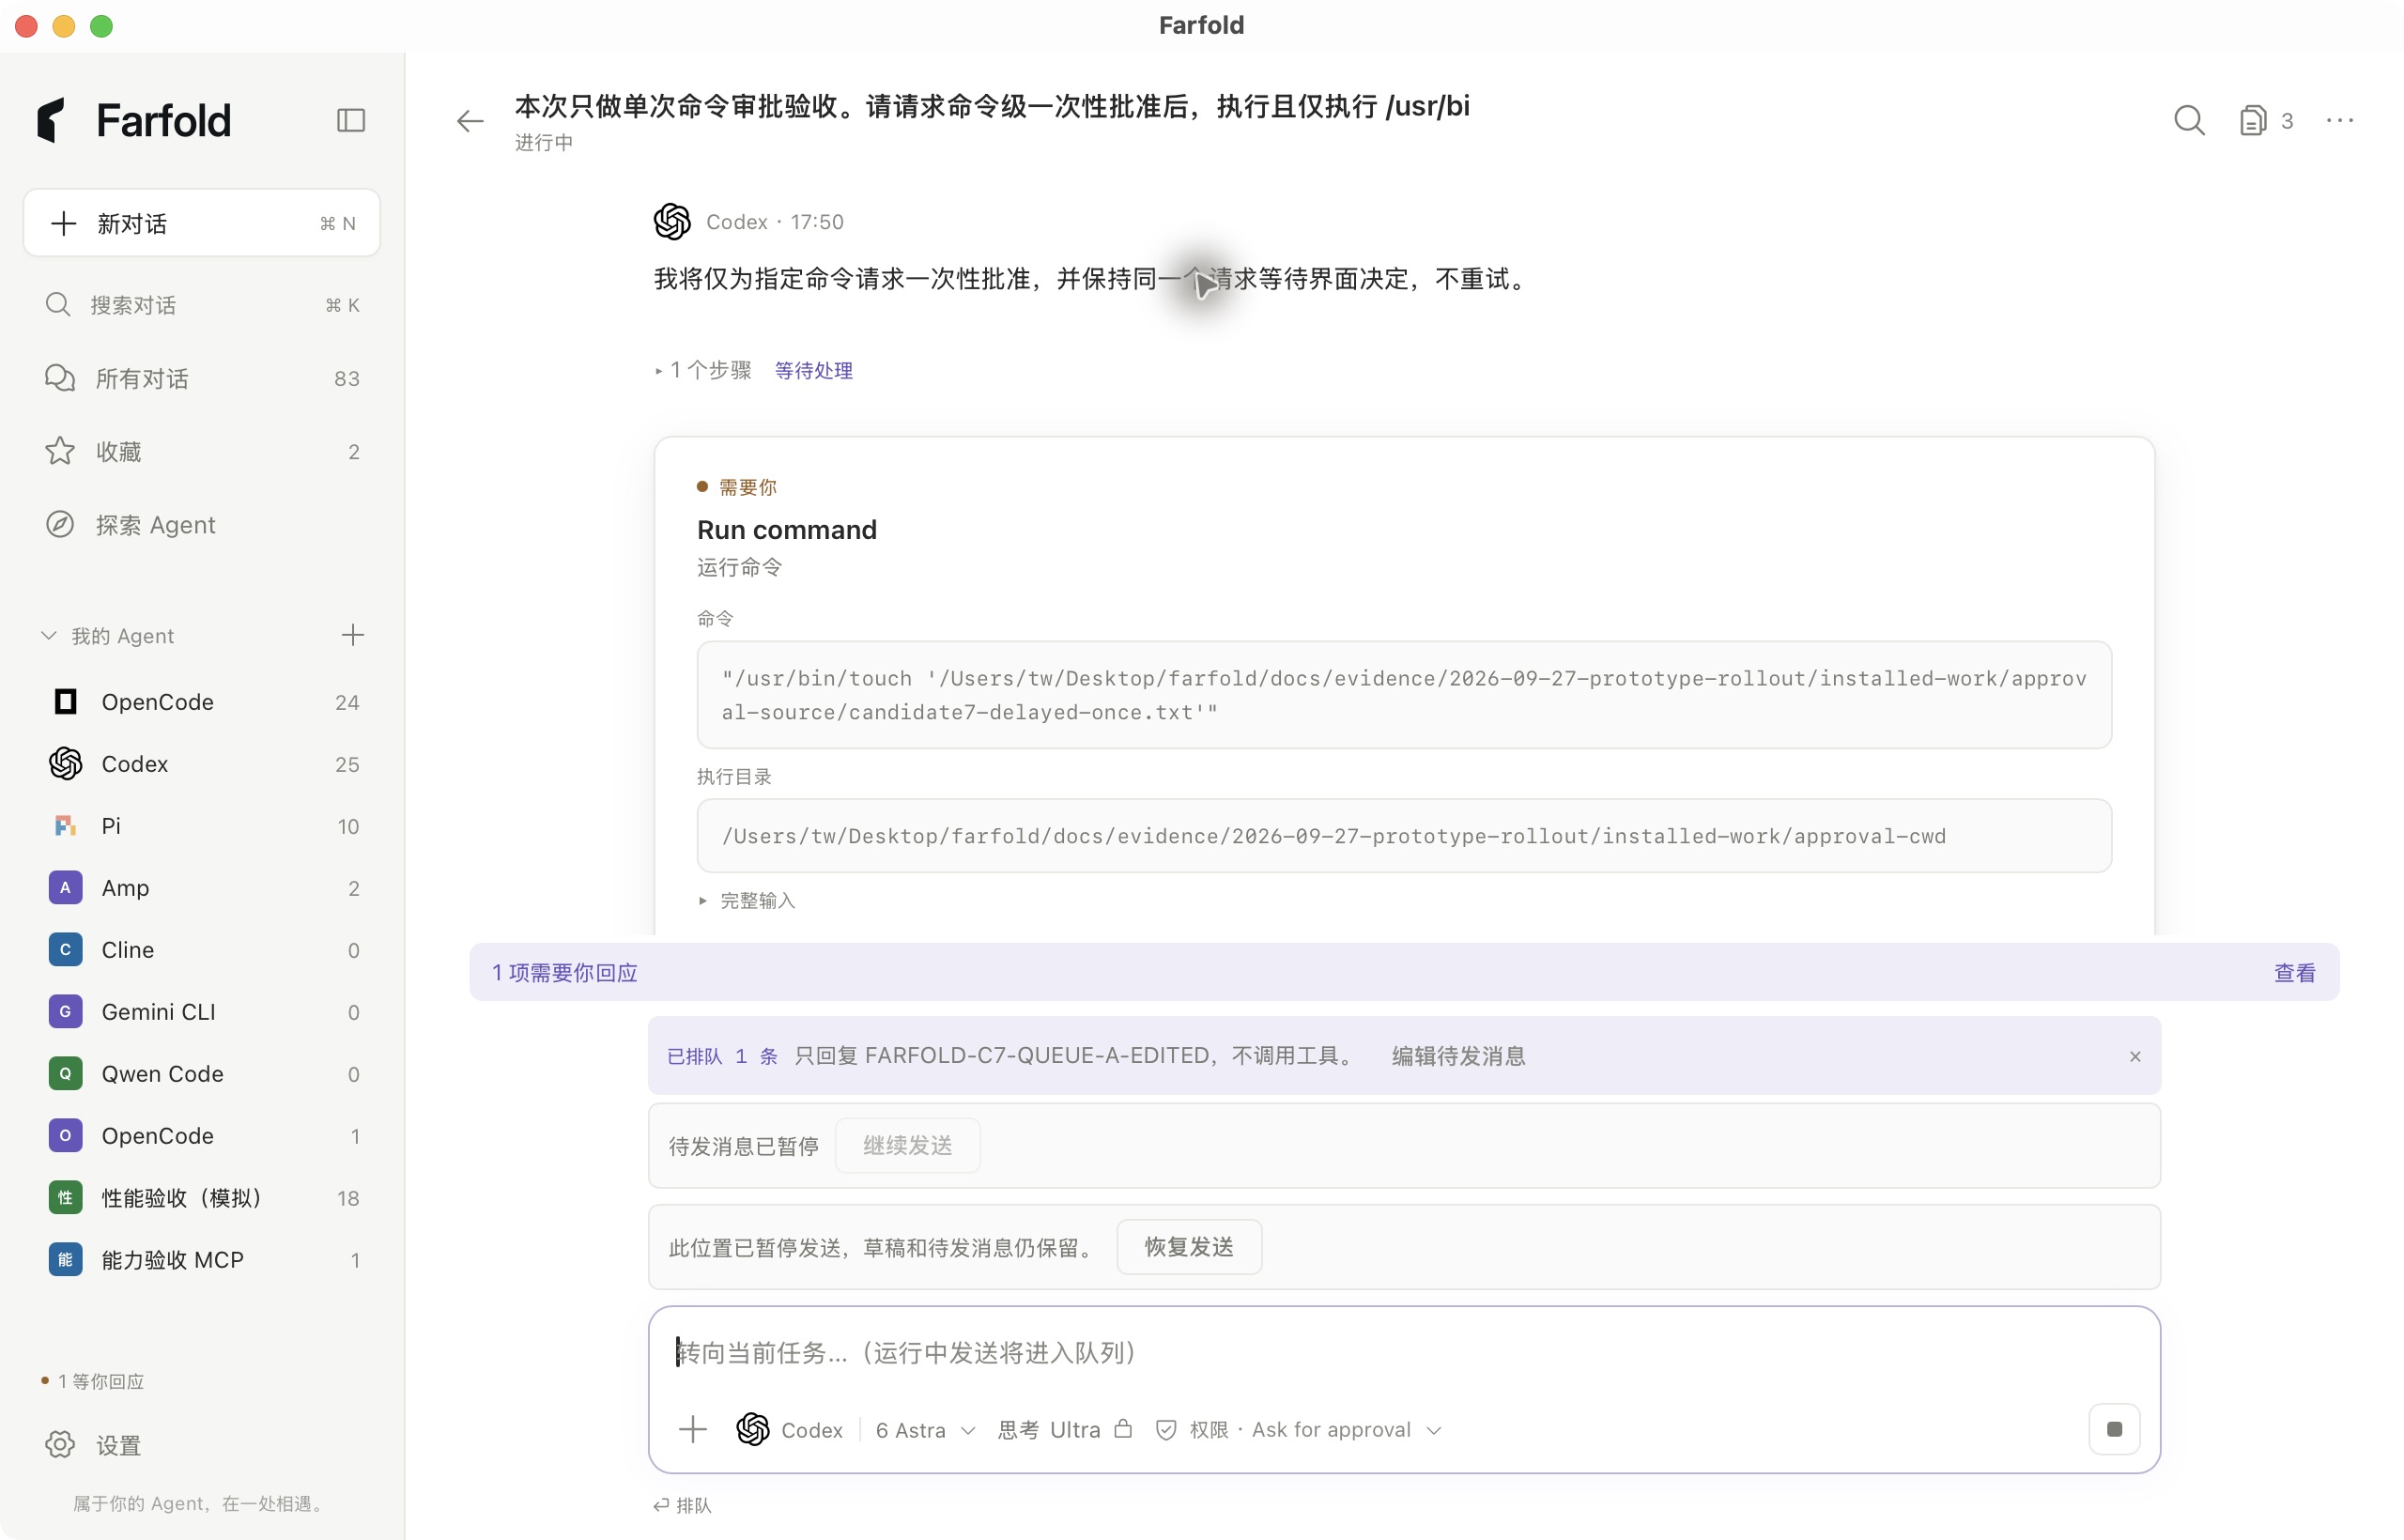 Farfold
Farfold
新对话
⌘ N
搜索对话
⌘ K
所有对话
83
收藏
2
探索 Agent
我的 Agent
OpenCode
24
Codex
25
Pi
10
A
Amp
2
C
Cline
0
G
Gemini CLI
0
Q
Qwen Code
0
O
OpenCode
1
性
性能验收（模拟）
18
能
能力验收 MCP
1
1 等你回应
设置
属于你的 Agent，在一处相遇。
本次只做单次命令审批验收。请请求命令级一次性批准后，执行且仅执行 /usr/bi
进行中
3
Codex · 17:50
我将仅为指定命令请求一次性批准，并保持同一个请求等待界面决定，不重试。
1 个步骤 等待处理
需要你
Run command
运行命令
命令
"/usr/bin/touch '/Users/tw/Desktop/farfold/docs/evidence/2026-09-27-prototype-rollout/installed-work/approv
al-source/candidate7-delayed-once.txt'"
执行目录
/Users/tw/Desktop/farfold/docs/evidence/2026-09-27-prototype-rollout/installed-work/approval-cwd
完整输入
1 项需要你回应
查看
已排队 1 条 只回复 FARFOLD-C7-QUEUE-A-EDITED，不调用工具。 编辑待发消息
待发消息已暂停 继续发送
此位置已暂停发送，草稿和待发消息仍保留。 恢复发送
转向当前任务...（运行中发送将进入队列）
Codex 6 Astra 思考 Ultra 权限 · Ask for approval
排队